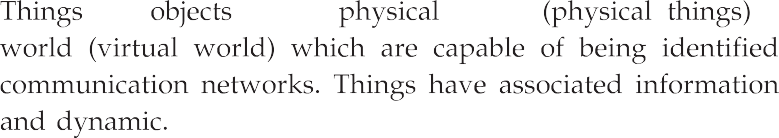 Things objects physical (physical things)
world (virtual world) which are capable of being identified
communication networks. Things have associated information
and dynamic.